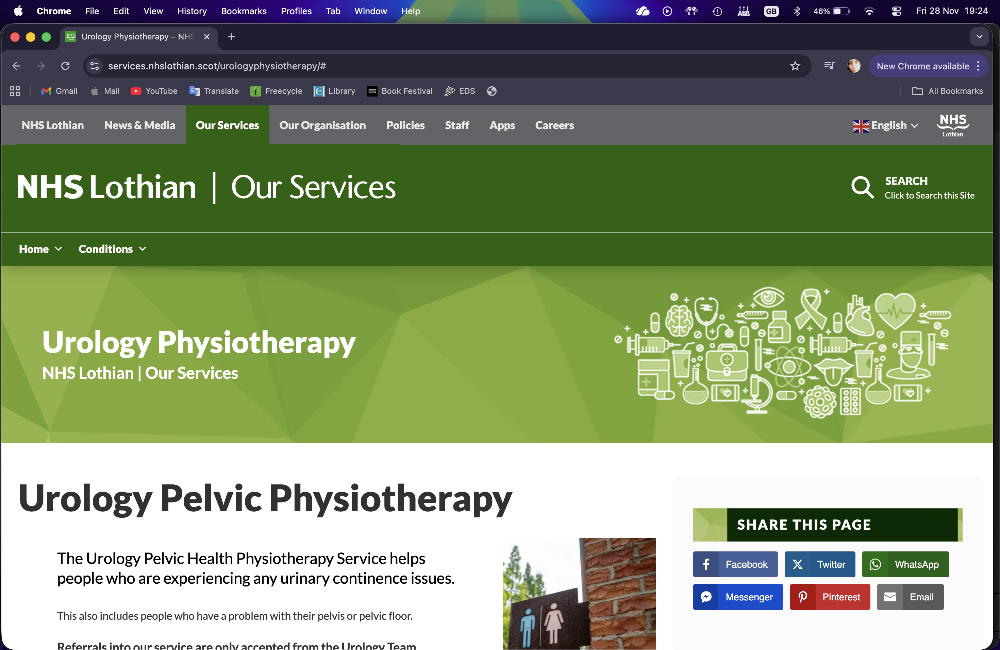 Chrome File Edit View History Bookmarks Profiles Tab Window Help GB 46% Fri 28 Nov 19:24
Urology Physiotherapy – NHS
services.nhslothian.scot/urologyphysiotherapy/# New Chrome available
Gmail Mail YouTube Translate Freecycle Library Book Festival EDS All Bookmarks
NHS Lothian News & Media Our Services Our Organisation Policies Staff Apps Careers English NHS
Lothian
NHS Lothian | Our Services
SEARCH
Click to Search this Site
Home Conditions
Urology Physiotherapy
NHS Lothian | Our Services
Urology Pelvic Physiotherapy
The Urology Pelvic Health Physiotherapy Service helps
people who are experiencing any urinary continence issues.
This also includes people who have a problem with their pelvis or pelvic floor.
Referrals into our service are only accepted from the Urology Team.
SHARE THIS PAGE
Facebook Twitter WhatsApp
Messenger Pinterest Email